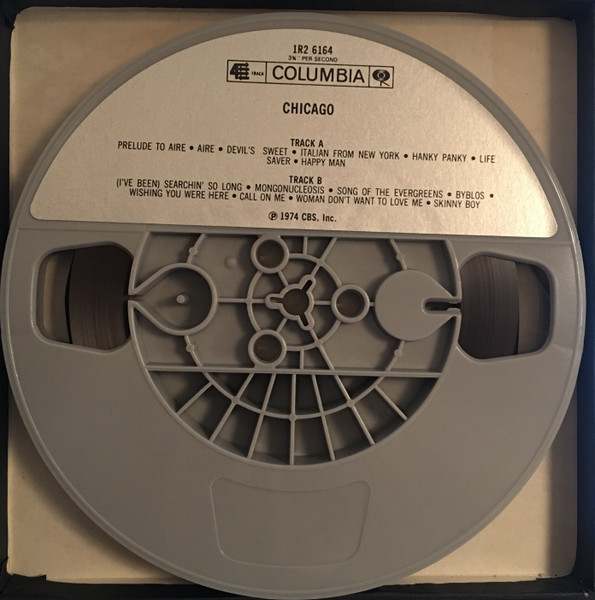 1R2 6164
3¾" PER SECOND
4 TRACK COLUMBIA
CHICAGO
TRACK A
PRELUDE TO AIRE • AIRE • DEVIL'S SWEET • ITALIAN FROM NEW YORK • HANKY PANKY • LIFE
SAVER • HAPPY MAN
TRACK B
(I'VE BEEN) SEARCHIN' SO LONG • MONGONUCLEOSIS • SONG OF THE EVERGREENS • BYBLOS •
WISHING YOU WERE HERE • CALL ON ME • WOMAN DON'T WANT TO LOVE ME • SKINNY BOY
℗ 1974 CBS, Inc.